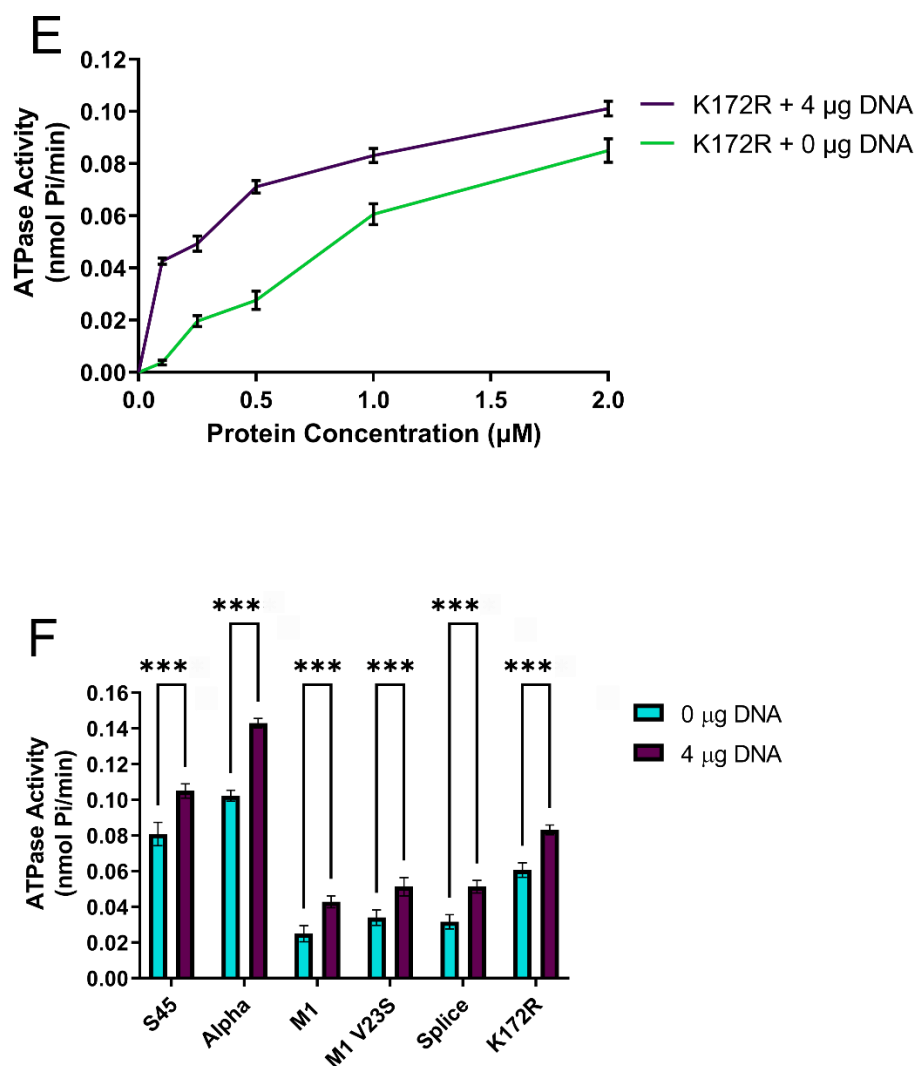 E
ATPase Activity
(nmol Pi/min)
0.12
0.10
0.08
0.06
0.04
0.02
0.00
0.0 0.5 1.0 1.5 2.0
Protein Concentration (µM)
K172R + 4 µg DNA
K172R + 0 µg DNA
F
*** *** *** *** *** ***
ATPase Activity
(nmol Pi/min)
0.16
0.14
0.12
0.10
0.08
0.06
0.04
0.02
0.00
S45 Alpha M1 M1 V23S Splice K172R
0 µg DNA
4 µg DNA